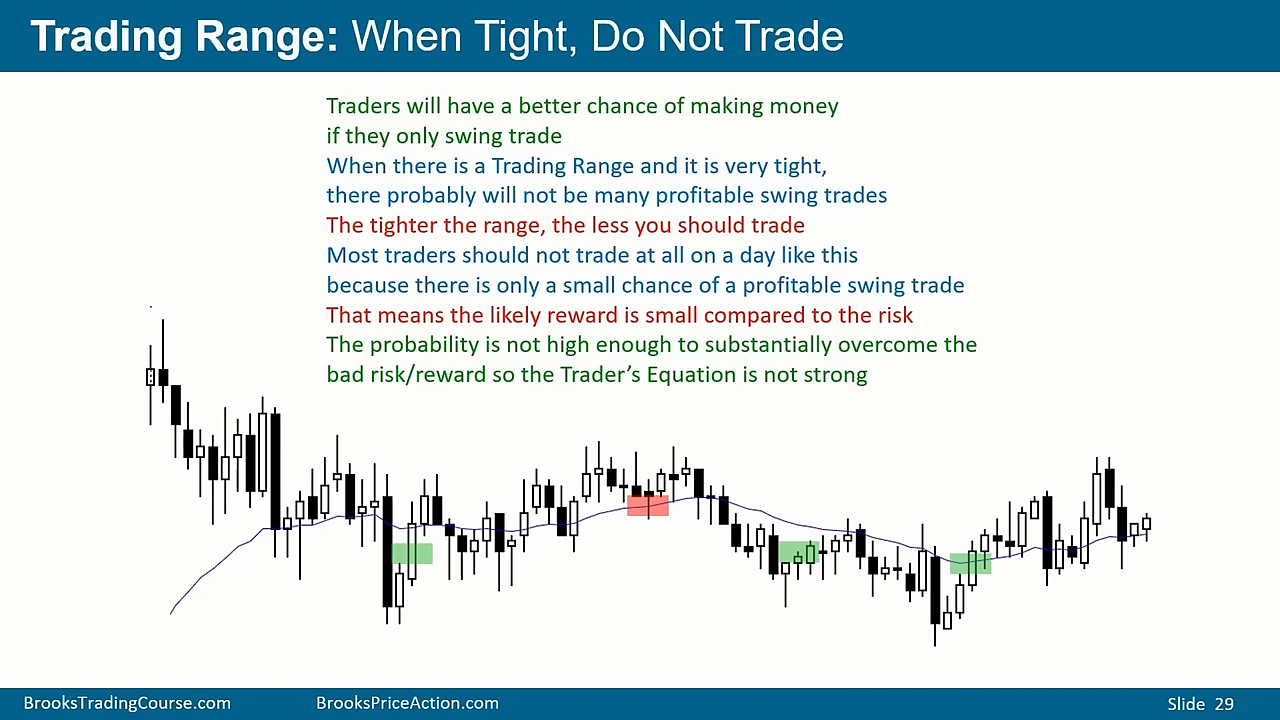 Trading Range: When Tight, Do Not Trade
Traders will have a better chance of making money
if they only swing trade
When there is a Trading Range and it is very tight,
there probably will not be many profitable swing trades
The tighter the range, the less you should trade
Most traders should not trade at all on a day like this
because there is only a small chance of a profitable swing trade
That means the likely reward is small compared to the risk
The probability is not high enough to substantially overcome the
bad risk/reward so the Trader’s Equation is not strong
BrooksTradingCourse.com
BrooksPriceAction.com
Slide 29